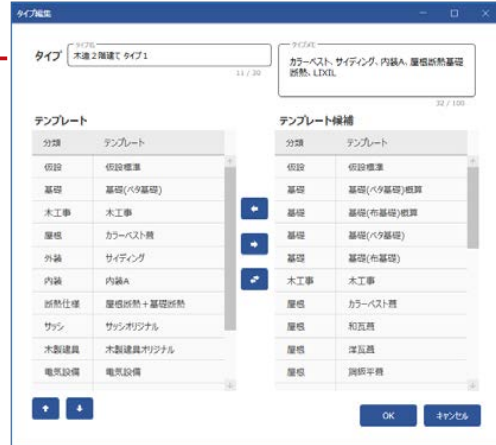 タイプ編集
タイプ
タイプ名
木造2階建て タイプ1
11 / 20
タイプメモ
カラーベスト、サイディング、内装A、屋根断熱基礎
断熱、LIXIL
32 / 100
テンプレート
分類 テンプレート
仮設 仮設標準
基礎 基礎(ベタ基礎)
木工事 木工事
屋根 カラーベスト葺
外装 サイディング
内装 内装A
断熱仕様 屋根断熱+基礎断熱
サッシ サッシオリジナル
木製建具 木製建具オリジナル
電気設備 電気設備
テンプレート候補
分類 テンプレート
仮設 仮設標準
基礎 基礎(ベタ基礎)概算
基礎 基礎(布基礎)概算
基礎 基礎(ベタ基礎)
基礎 基礎(布基礎)
木工事 木工事
屋根 カラーベスト葺
屋根 和瓦葺
屋根 洋瓦葺
屋根 鋼板平葺
OK
キャンセル